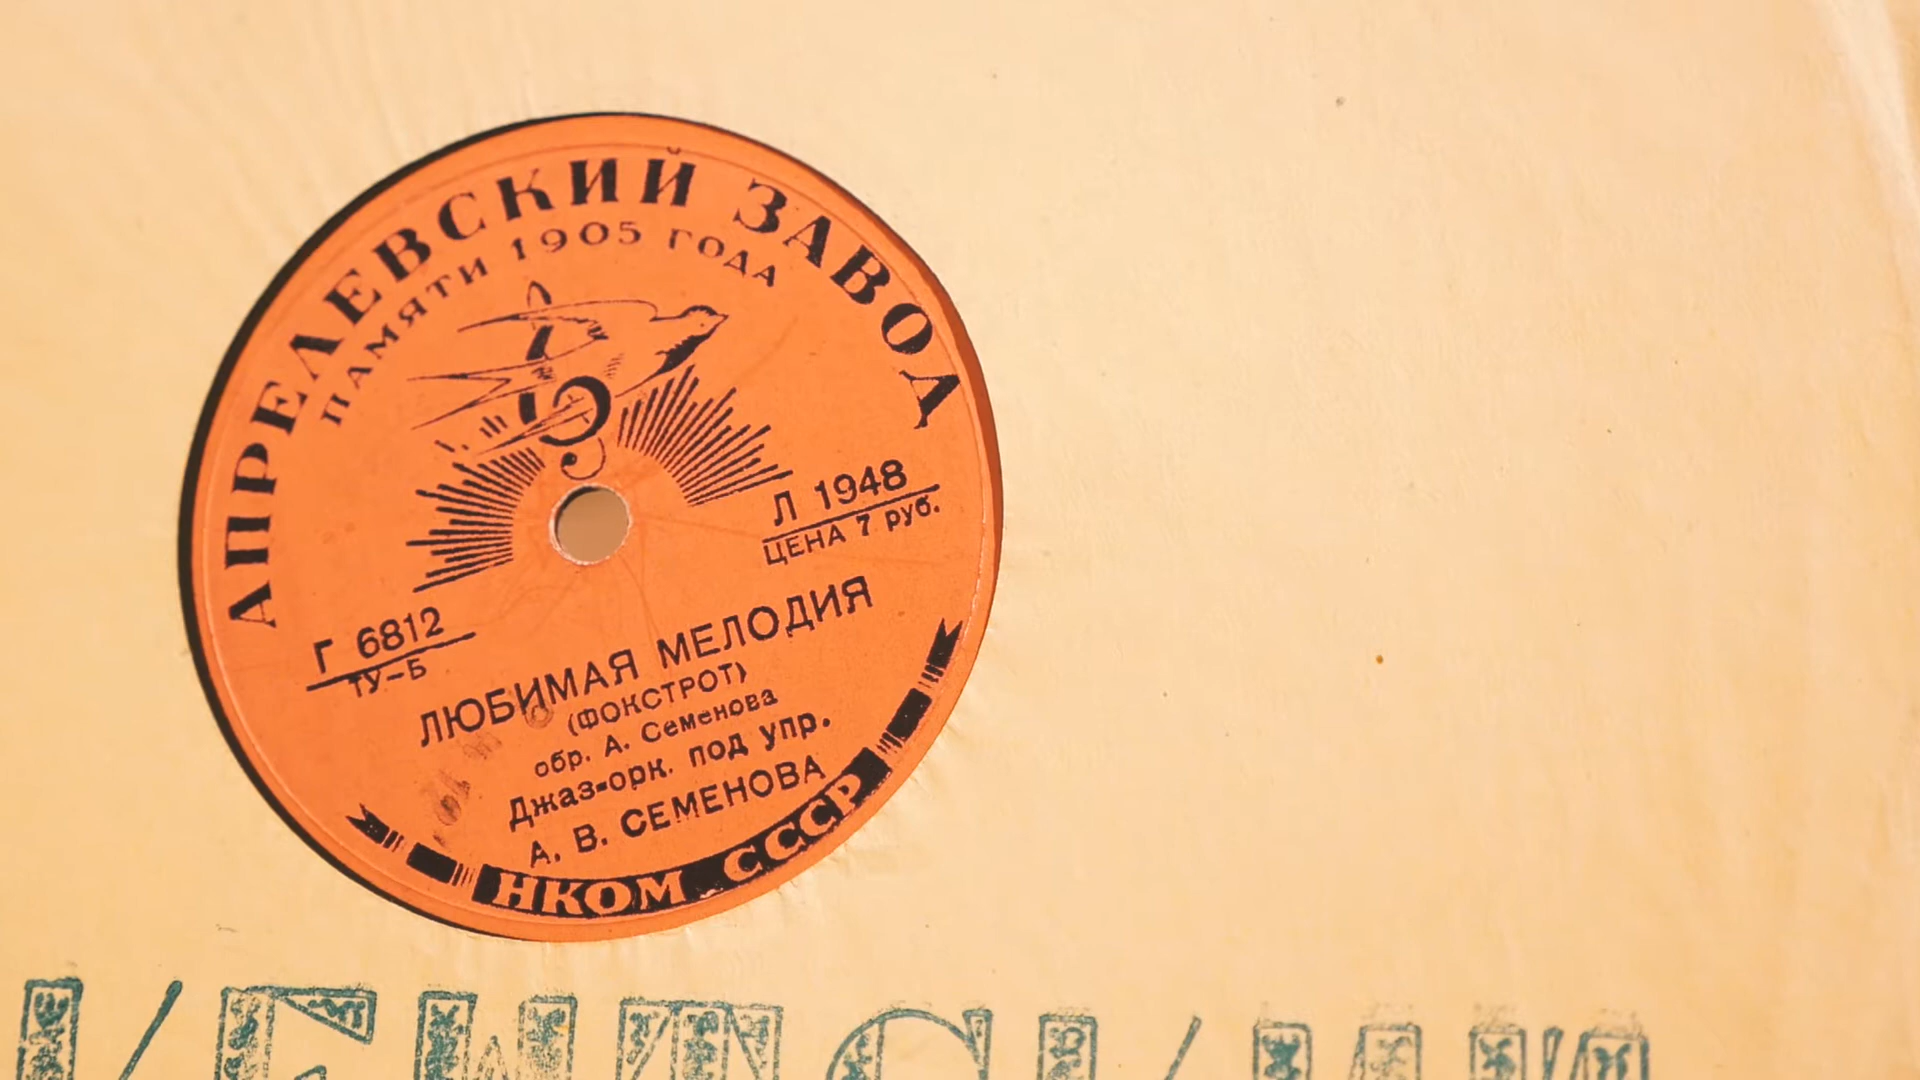 АПРЕЛЕВСКИЙ ЗАВОД
ПАМЯТИ 1905 ГОДА
Л 1948
ЦЕНА 7 руб.
Г 6812
ТУ-Б
ЛЮБИМАЯ МЕЛОДИЯ
(ФОКСТРОТ)
обр. А. Семенова
Джаз-орк. под упр.
А. В. СЕМЕНОВА
НКОМ СССР